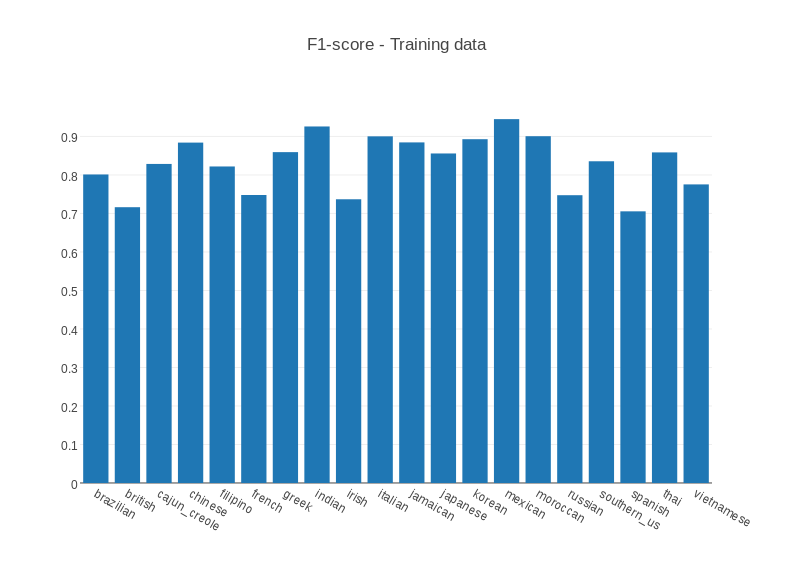 F1-score - Training data
0.9
0.8
0.7
0.6
0.5
0.4
0.3
0.2
0.1
0
brazilian
british
cajun_creole
chinese
filipino
french
greek
indian
irish
italian
jamaican
japanese
korean
mexican
moroccan
russian
southern_us
spanish
thai
vietnamese